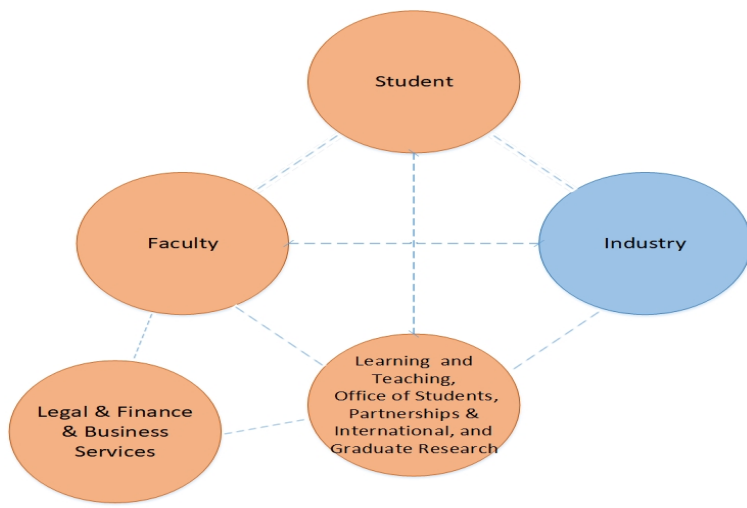 Student
Faculty
Industry
Learning and
Teaching,
Office of Students,
Partnerships &
International, and
Graduate Research
Legal & Finance
& Business
Services